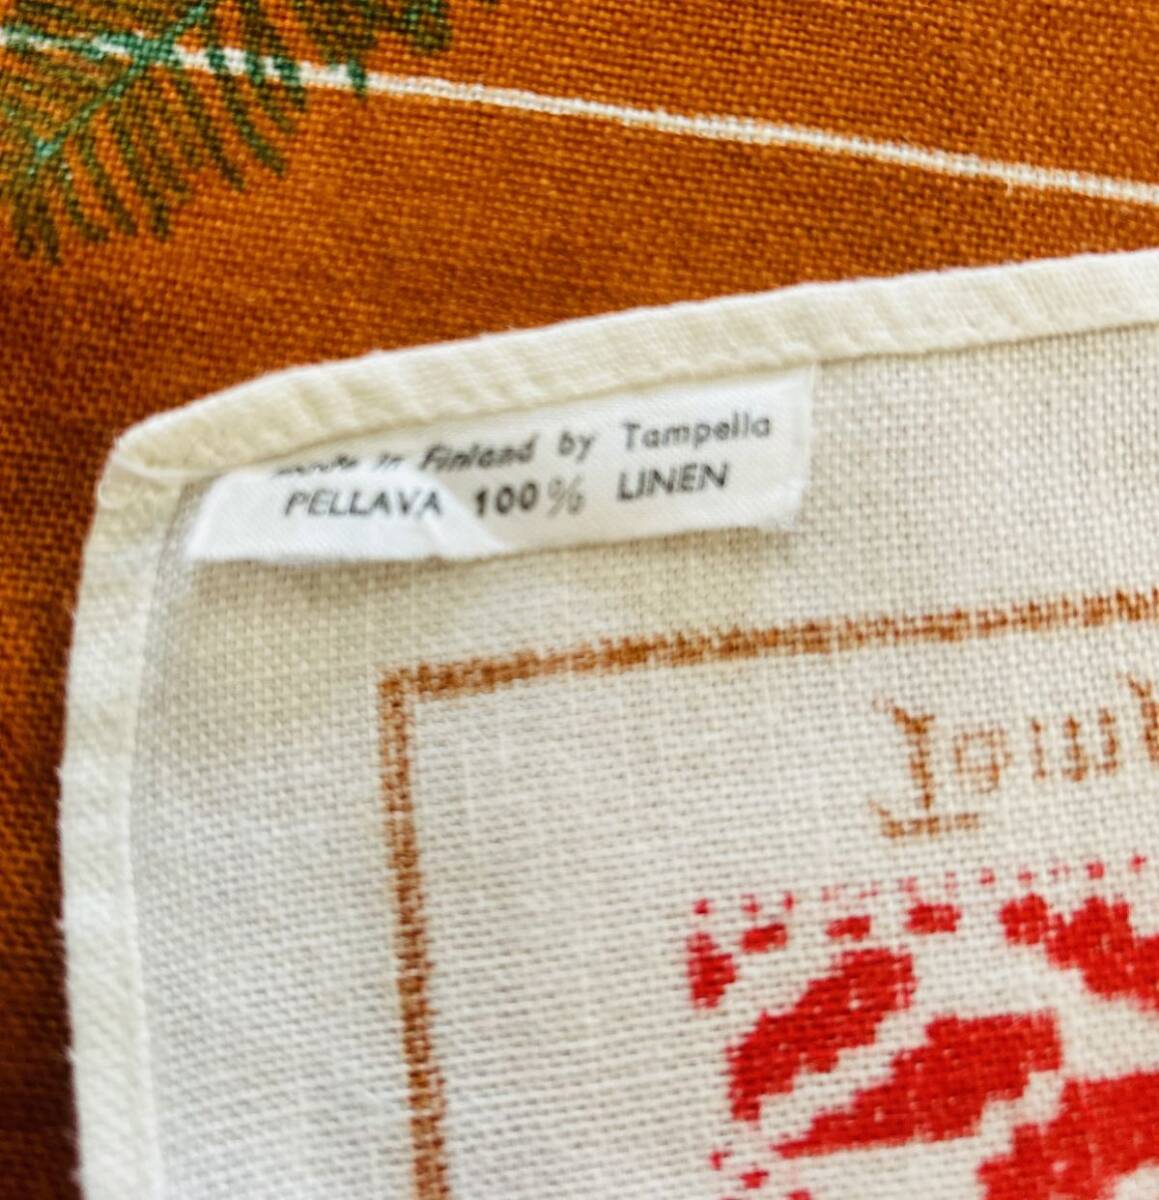 made in Finland by Tampella
PELLAVA 100% LINEN